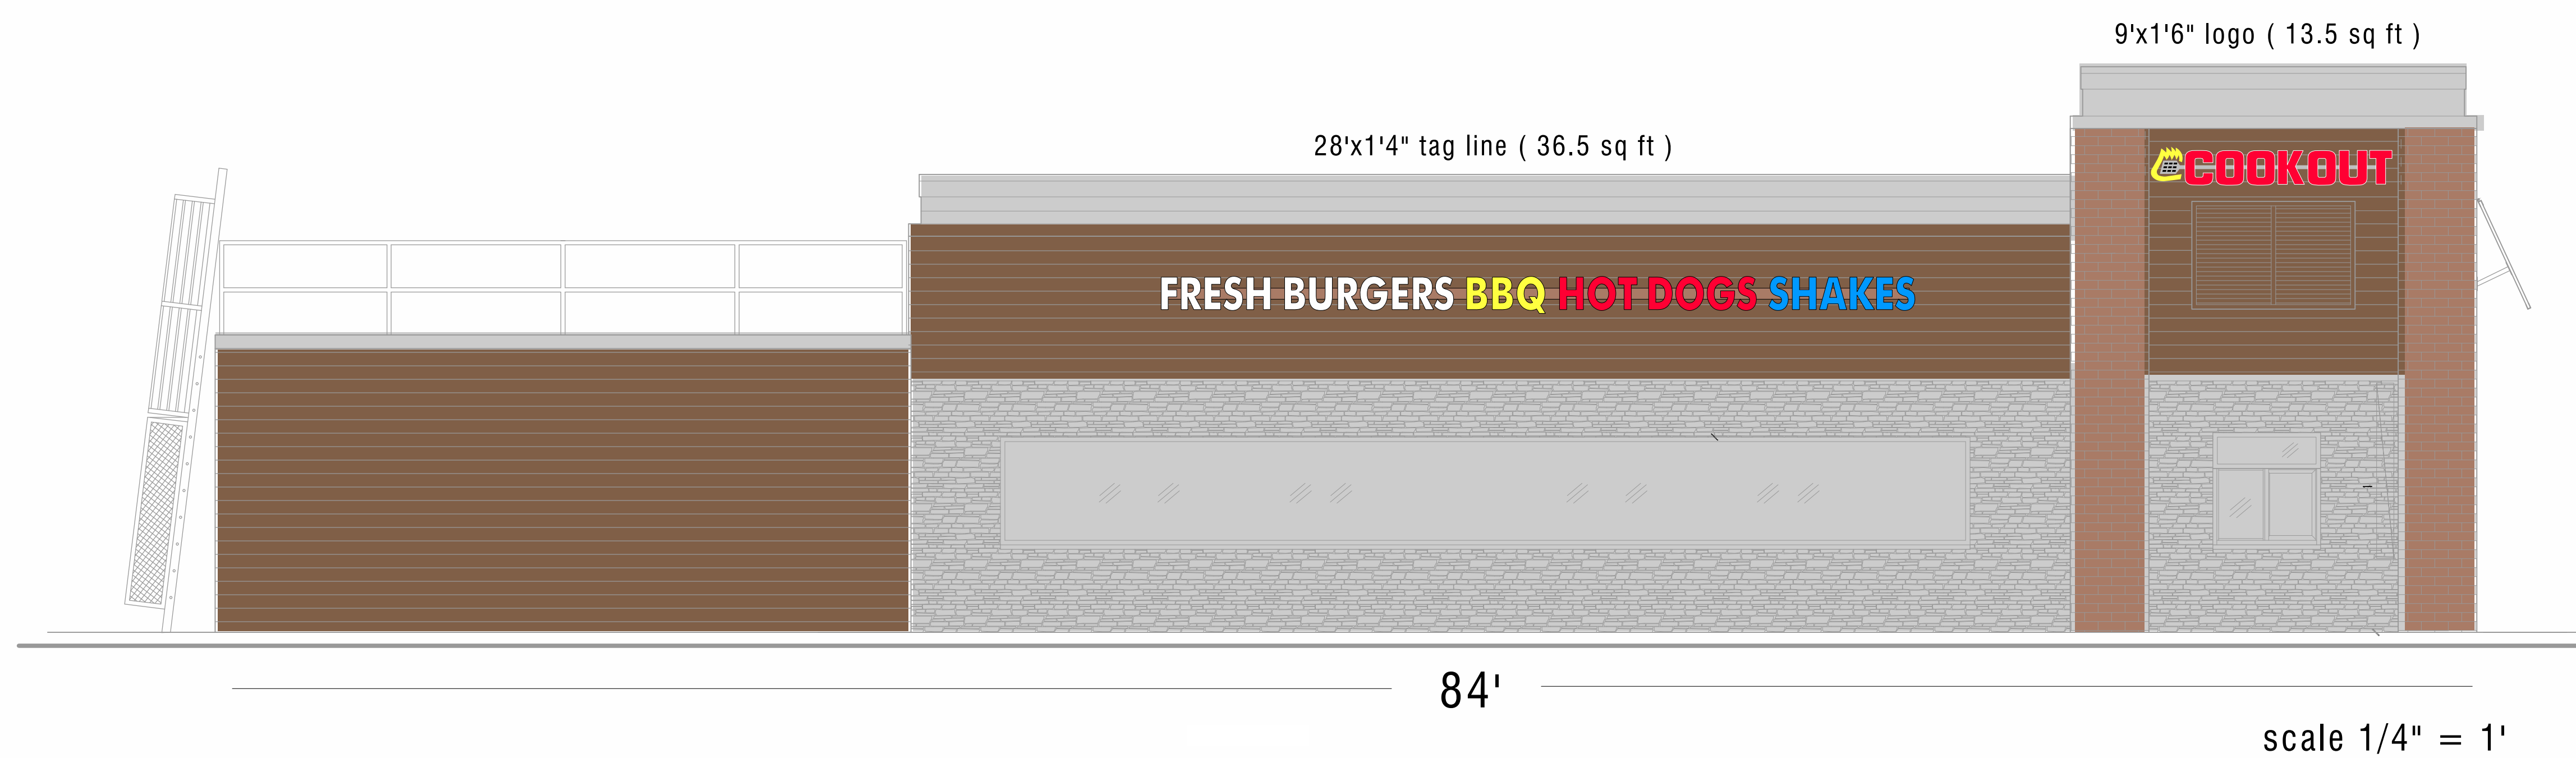 9'x1'6" logo ( 13.5 sq ft )
28'x1'4" tag line ( 36.5 sq ft )
COOKOUT
FRESH BURGERS BBQ HOT DOGS SHAKES
84'
scale 1/4" = 1'